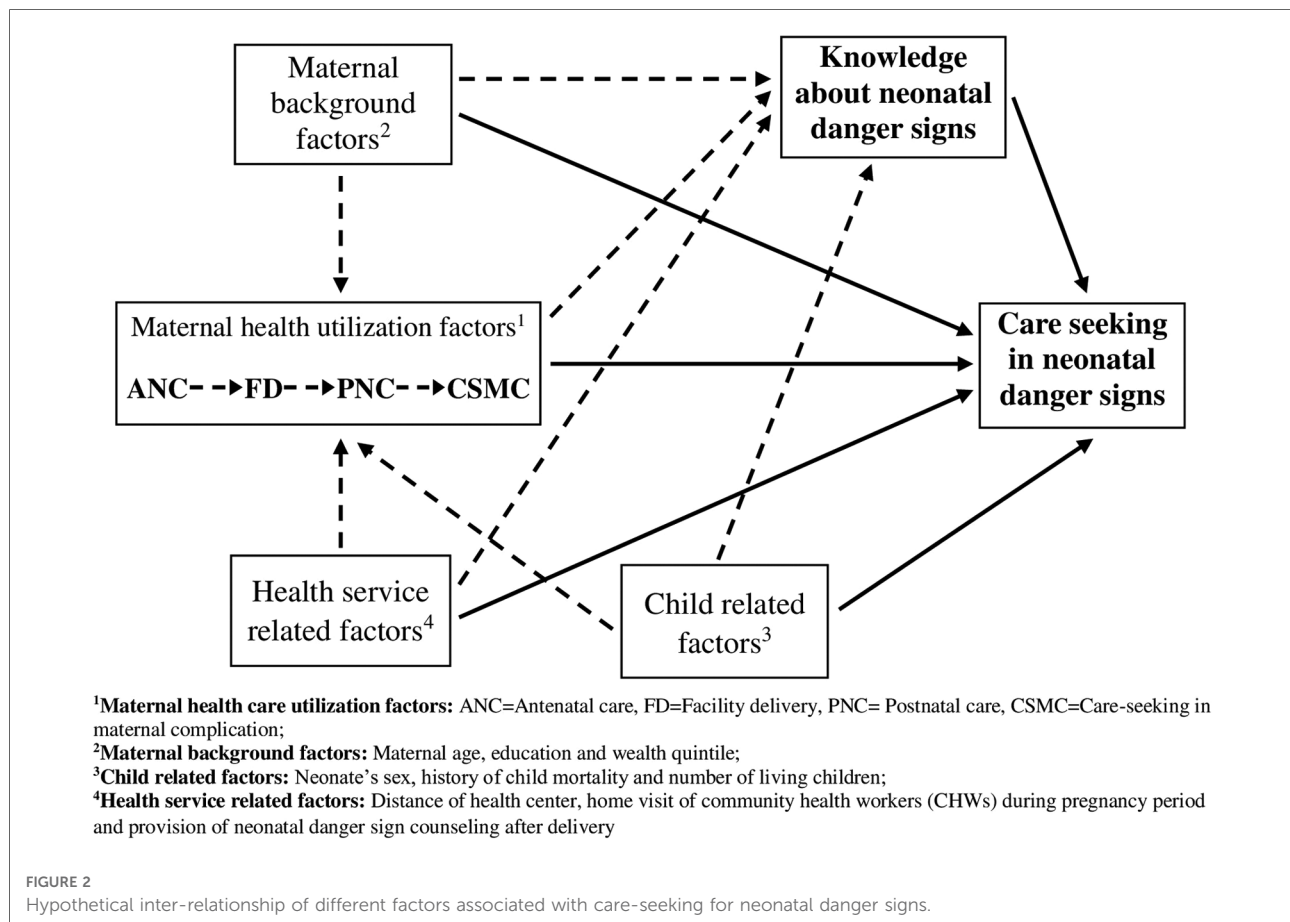 Maternal
background
factors²
Knowledge
about neonatal
danger signs
Maternal health utilization factors¹
ANC FD PNC CSMC
Care seeking
in neonatal
danger signs
Health service
related factors⁴
Child related
factors³
¹Maternal health care utilization factors: ANC=Antenatal care, FD=Facility delivery, PNC= Postnatal care, CSMC=Care-seeking in
maternal complication;
²Maternal background factors: Maternal age, education and wealth quintile;
³Child related factors: Neonate's sex, history of child mortality and number of living children;
⁴Health service related factors: Distance of health center, home visit of community health workers (CHWs) during pregnancy period
and provision of neonatal danger sign counseling after delivery
FIGURE 2
Hypothetical inter-relationship of different factors associated with care-seeking for neonatal danger signs.